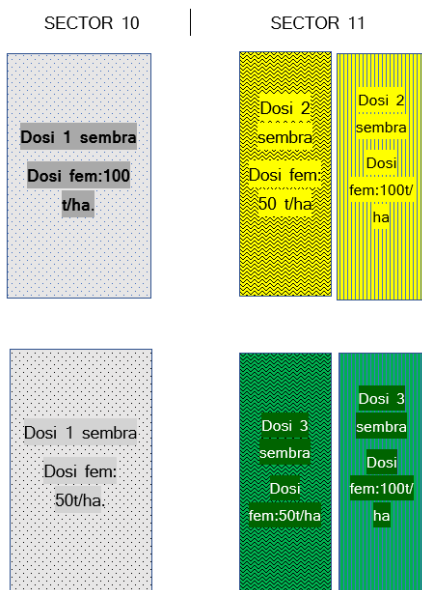 SECTOR 10
SECTOR 11
Dosi 1 sembra
Dosi fem:100
t/ha.
Dosi 2
sembra
Dosi fem:
50 t/ha
Dosi 2
sembra
Dosi
fem:100t/
ha
Dosi 1 sembra
Dosi fem:
50t/ha.
Dosi 3
sembra
Dosi
fem:50t/ha
Dosi 3
sembra
Dosi
fem:100t/
ha